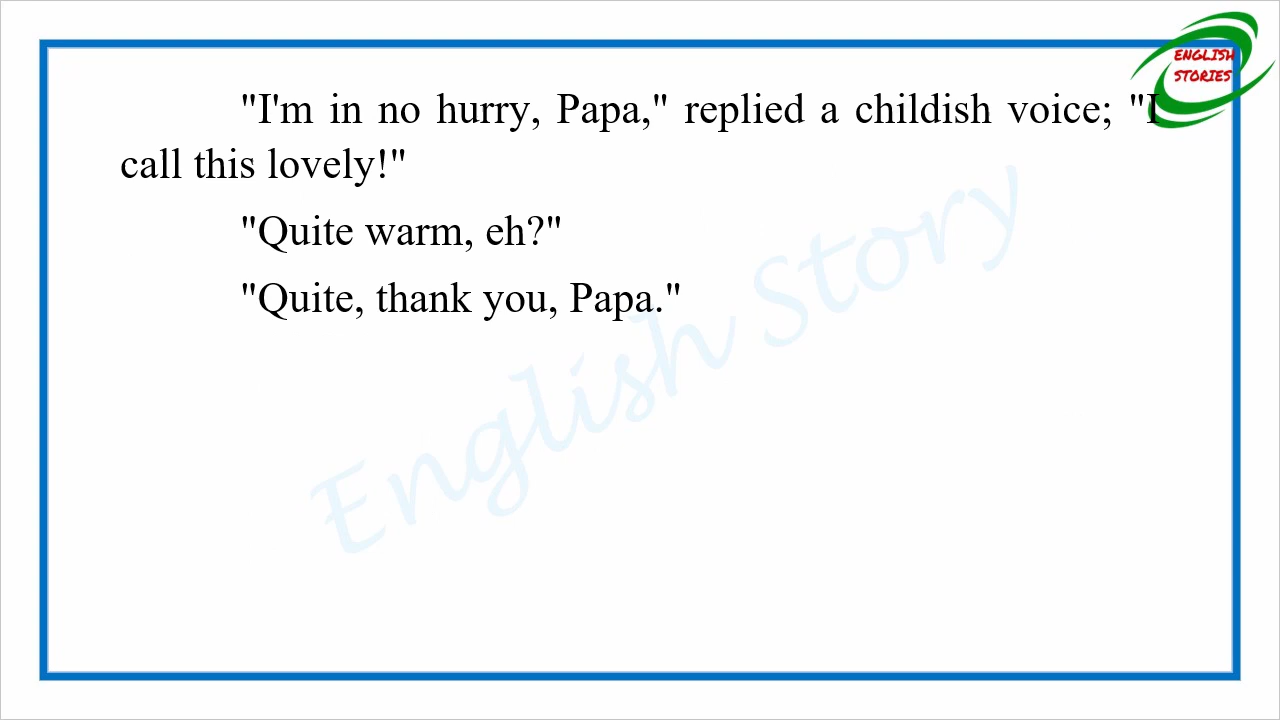 ENGLISH
STORIES
"I'm in no hurry, Papa," replied a childish voice; "I
call this lovely!"
"Quite warm, eh?"
"Quite, thank you, Papa."
English Story